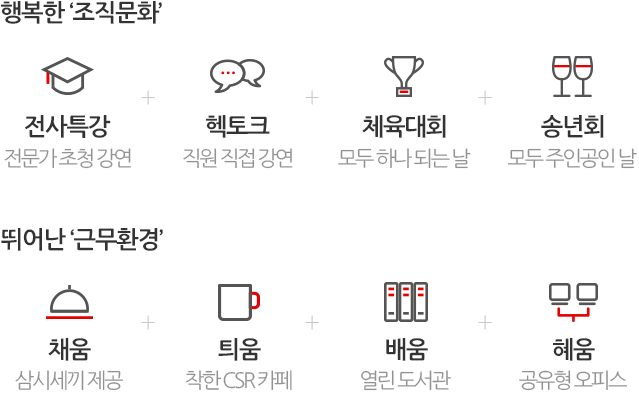 행복한 ‘조직문화’
전사특강 헥토크 체육대회 송년회
전문가 초청 강연 직원 직접 강연 모두 하나 되는 날 모두 주인공인 날
뛰어난 ‘근무환경’
채움 틔움 배움 혜움
삼시세끼 제공 착한 CSR 카페 열린 도서관 공유형 오피스